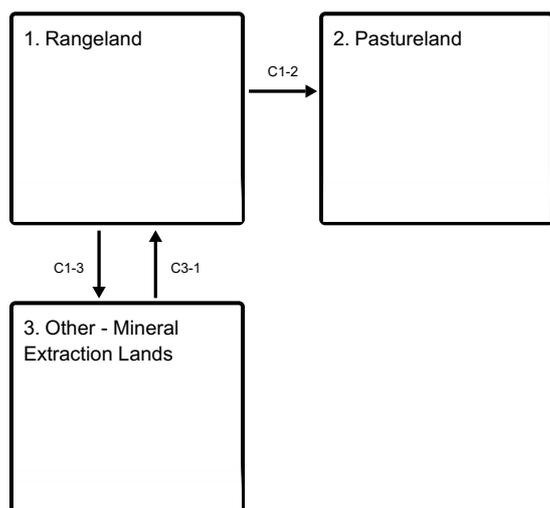 1. Rangeland
2. Pastureland
C1-2
C1-3
C3-1
3. Other - Mineral
Extraction Lands